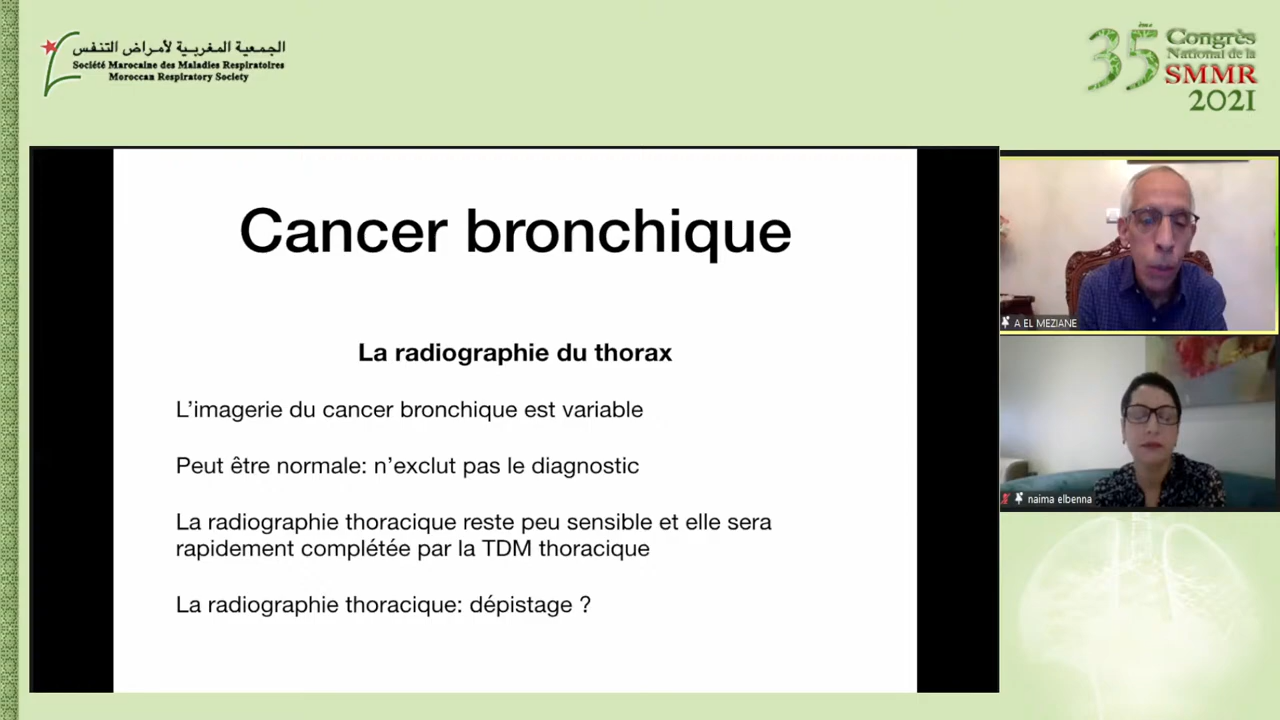 الجمعية المغربية لأمراض التنفس
Société Marocaine des Maladies Respiratoires
Moroccan Respiratory Society
35ème Congrès
National de la
SMMR
2021
Cancer bronchique
La radiographie du thorax
L’imagerie du cancer bronchique est variable
Peut être normale: n’exclut pas le diagnostic
La radiographie thoracique reste peu sensible et elle sera
rapidement complétée par la TDM thoracique
La radiographie thoracique: dépistage ?
A EL MEZIANE
naima elbenna